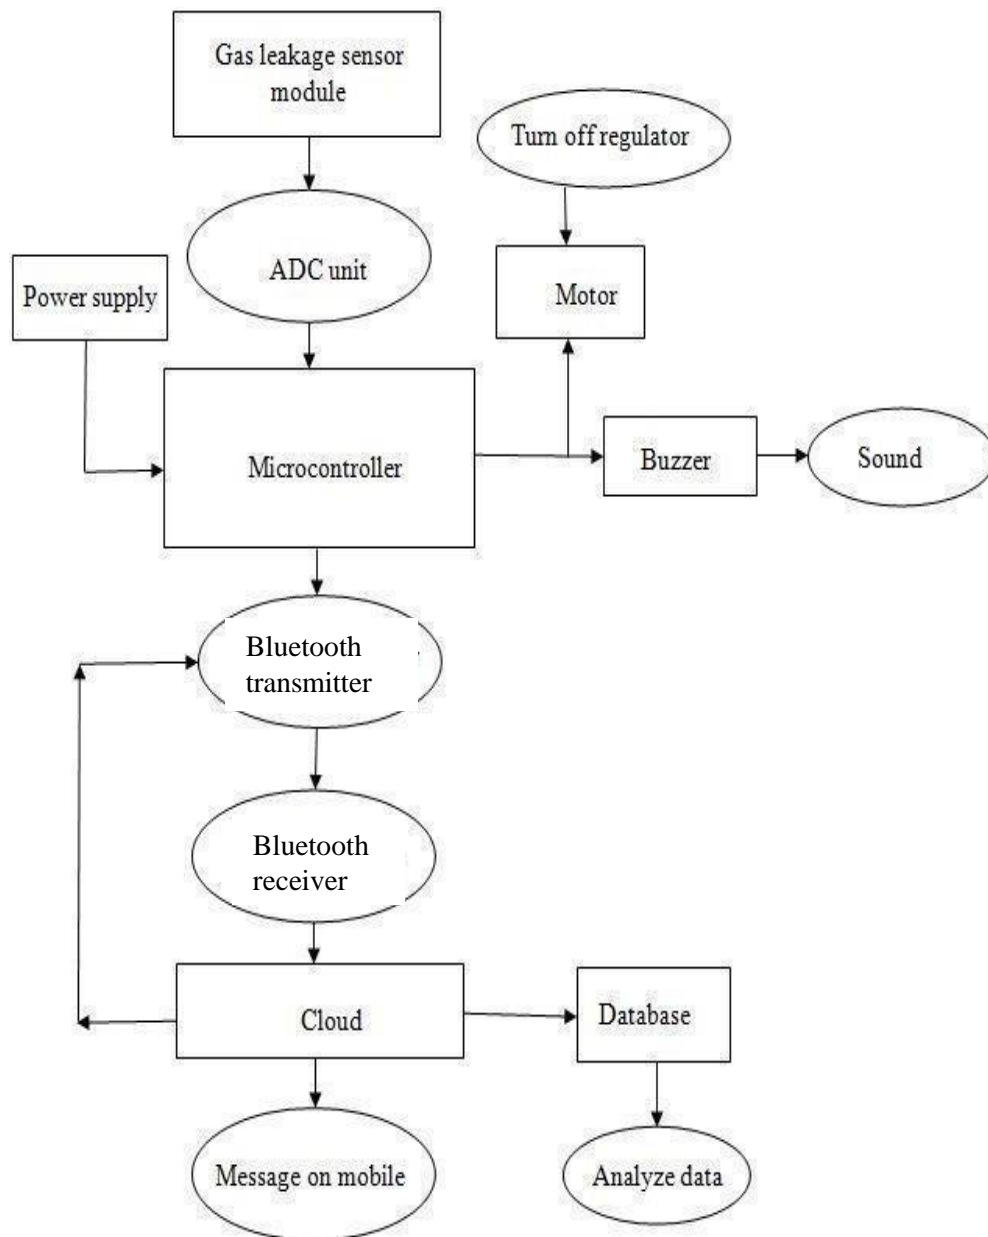 Gas leakage sensor
module
Turn off regulator
ADC unit
Power supply
Motor
Microcontroller
Buzzer
Sound
Bluetooth
transmitter
Bluetooth
receiver
Cloud
Database
Message on mobile
Analyze data